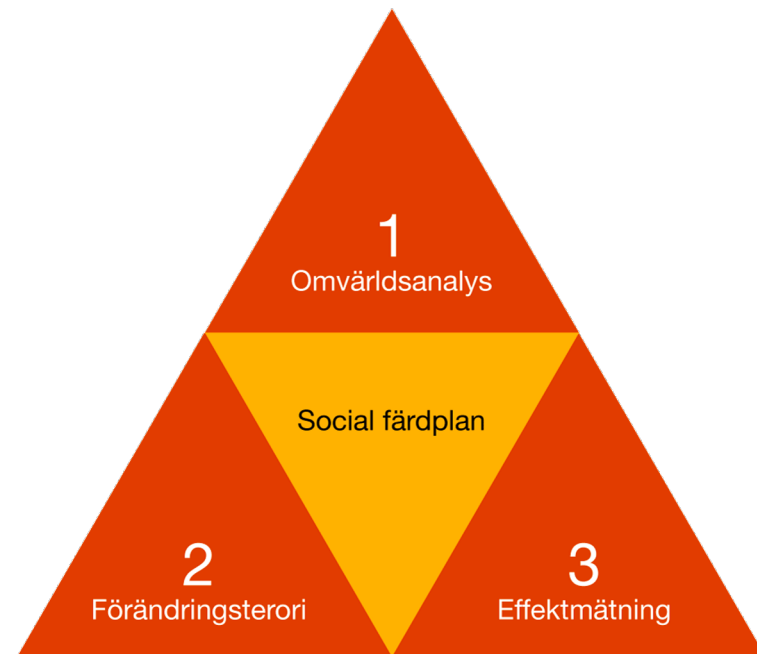 1
Omvärldsanalys
Social färdplan
2
Förändringsterori
3
Effektmätning